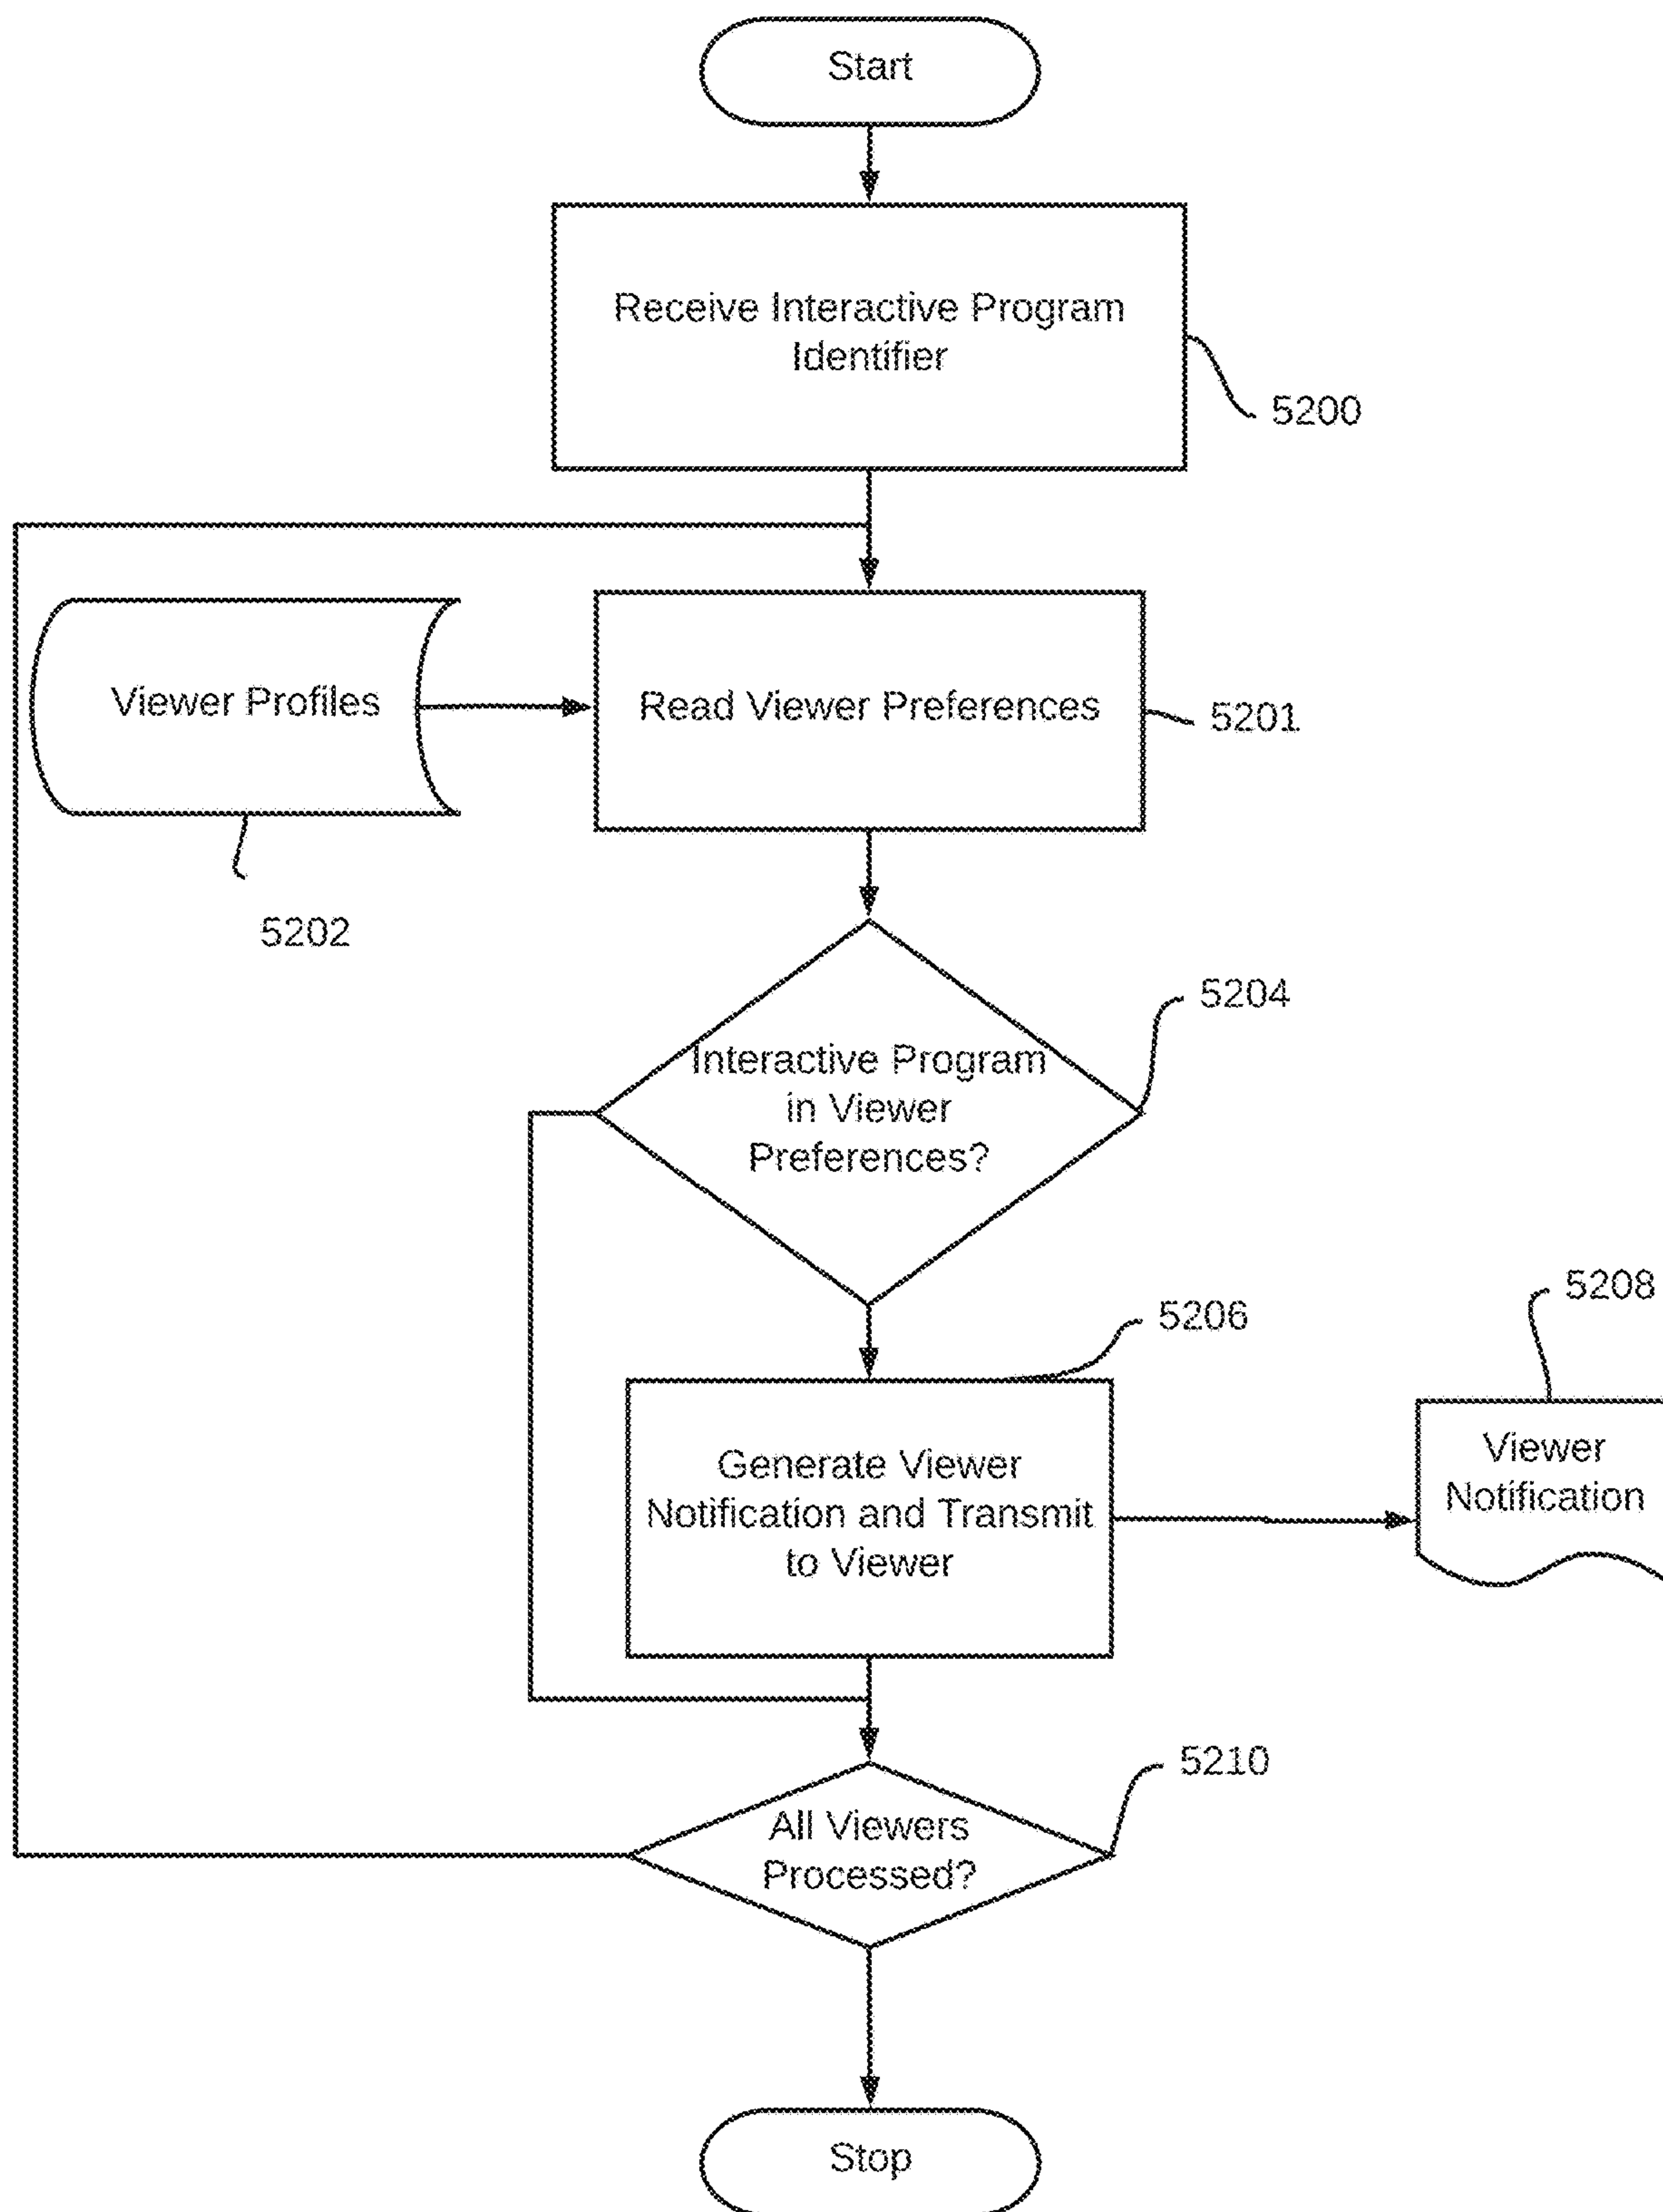 Start
Receive Interactive Program
Identifier
5200
Viewer Profiles
Read Viewer Preferences
5201
5202
5204
Interactive Program
in Viewer
Preferences?
5206
5208
Generate Viewer
Notification and Transmit
to Viewer
Viewer
Notification
5210
All Viewers
Processed?
Stop